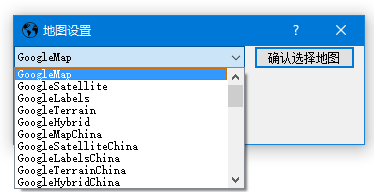 地图设置
GoogleMap
确认选择地图
GoogleMap
GoogleSatellite
GoogleLabels
GoogleTerrain
GoogleHybrid
GoogleMapChina
GoogleSatelliteChina
GoogleLabelsChina
GoogleTerrainChina
GoogleHybridChina